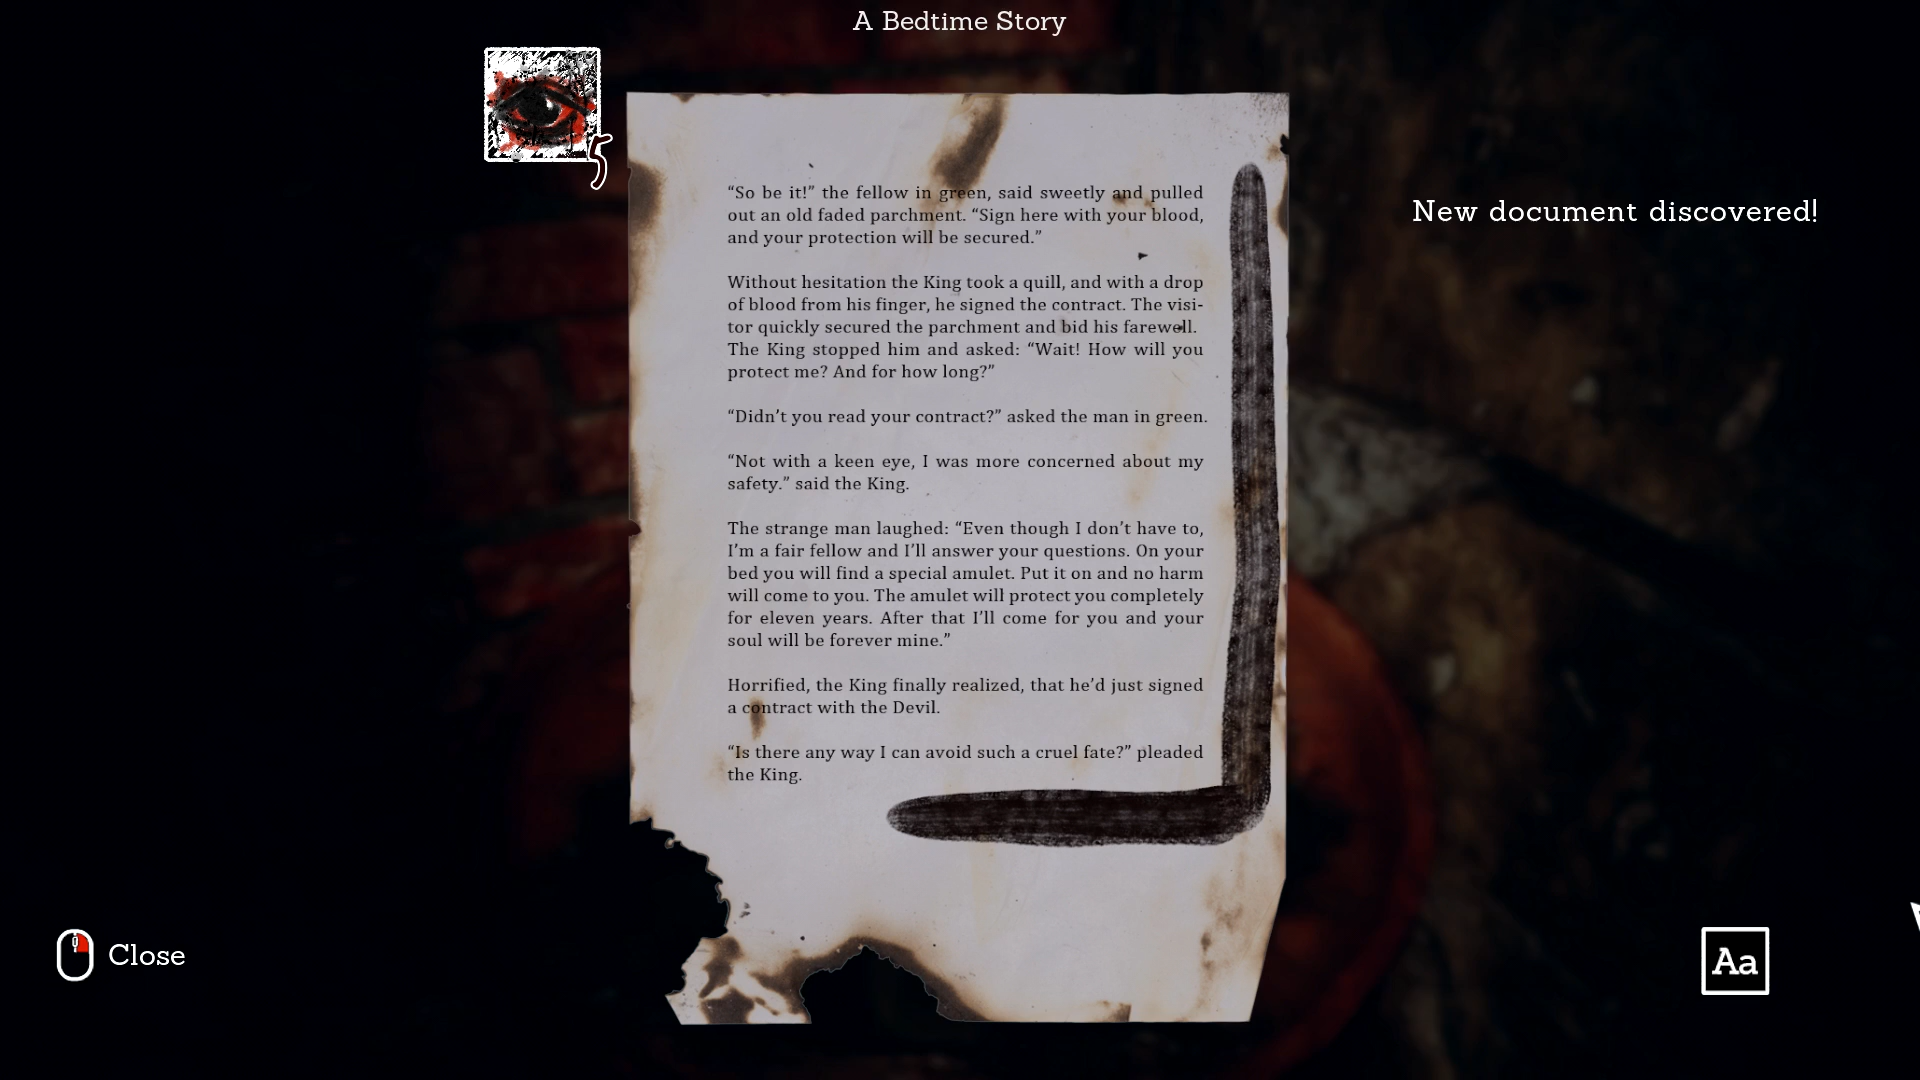 A Bedtime Story
5
New document discovered!
“So be it!” the fellow in green, said sweetly and pulled
out an old faded parchment. “Sign here with your blood,
and your protection will be secured.”
Without hesitation the King took a quill, and with a drop
of blood from his finger, he signed the contract. The visi-
tor quickly secured the parchment and bid his farewell.
The King stopped him and asked: “Wait! How will you
protect me? And for how long?”
“Didn’t you read your contract?” asked the man in green.
“Not with a keen eye, I was more concerned about my
safety.” said the King.
The strange man laughed: “Even though I don’t have to,
I’m a fair fellow and I’ll answer your questions. On your
bed you will find a special amulet. Put it on and no harm
will come to you. The amulet will protect you completely
for eleven years. After that I’ll come for you and your
soul will be forever mine.”
Horrified, the King finally realized, that he’d just signed
a contract with the Devil.
“Is there any way I can avoid such a cruel fate?” pleaded
the King.
Close
Aa